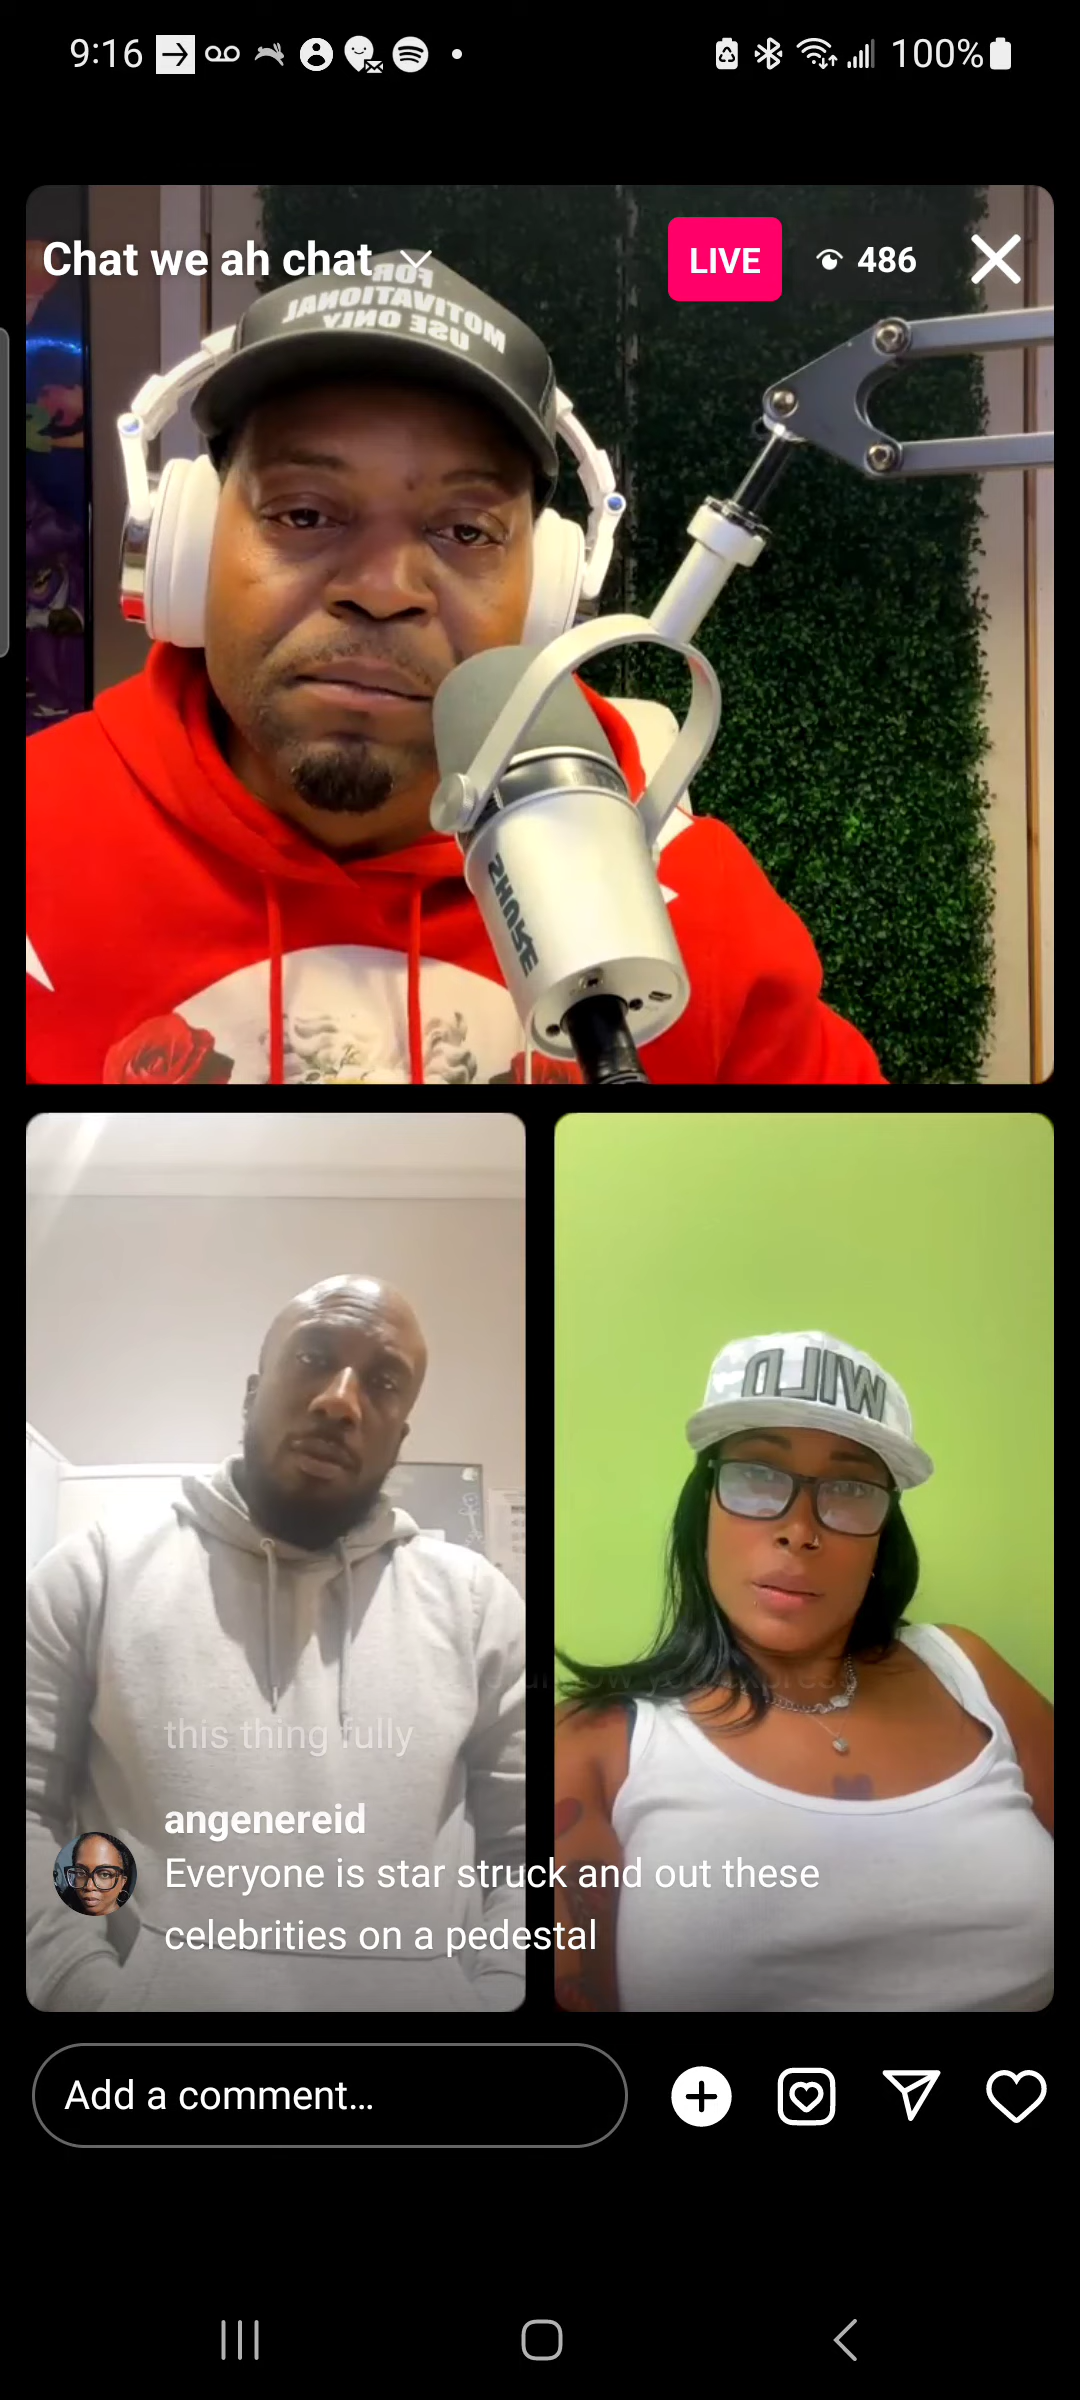 9:16
100%
Chat we ah chat
LIVE
486
FOR
MOTIVATIONAL
USE ONLY
SHURE
WILD
this thing fully
angenereid
Everyone is star struck and out these
celebrities on a pedestal
Add a comment...